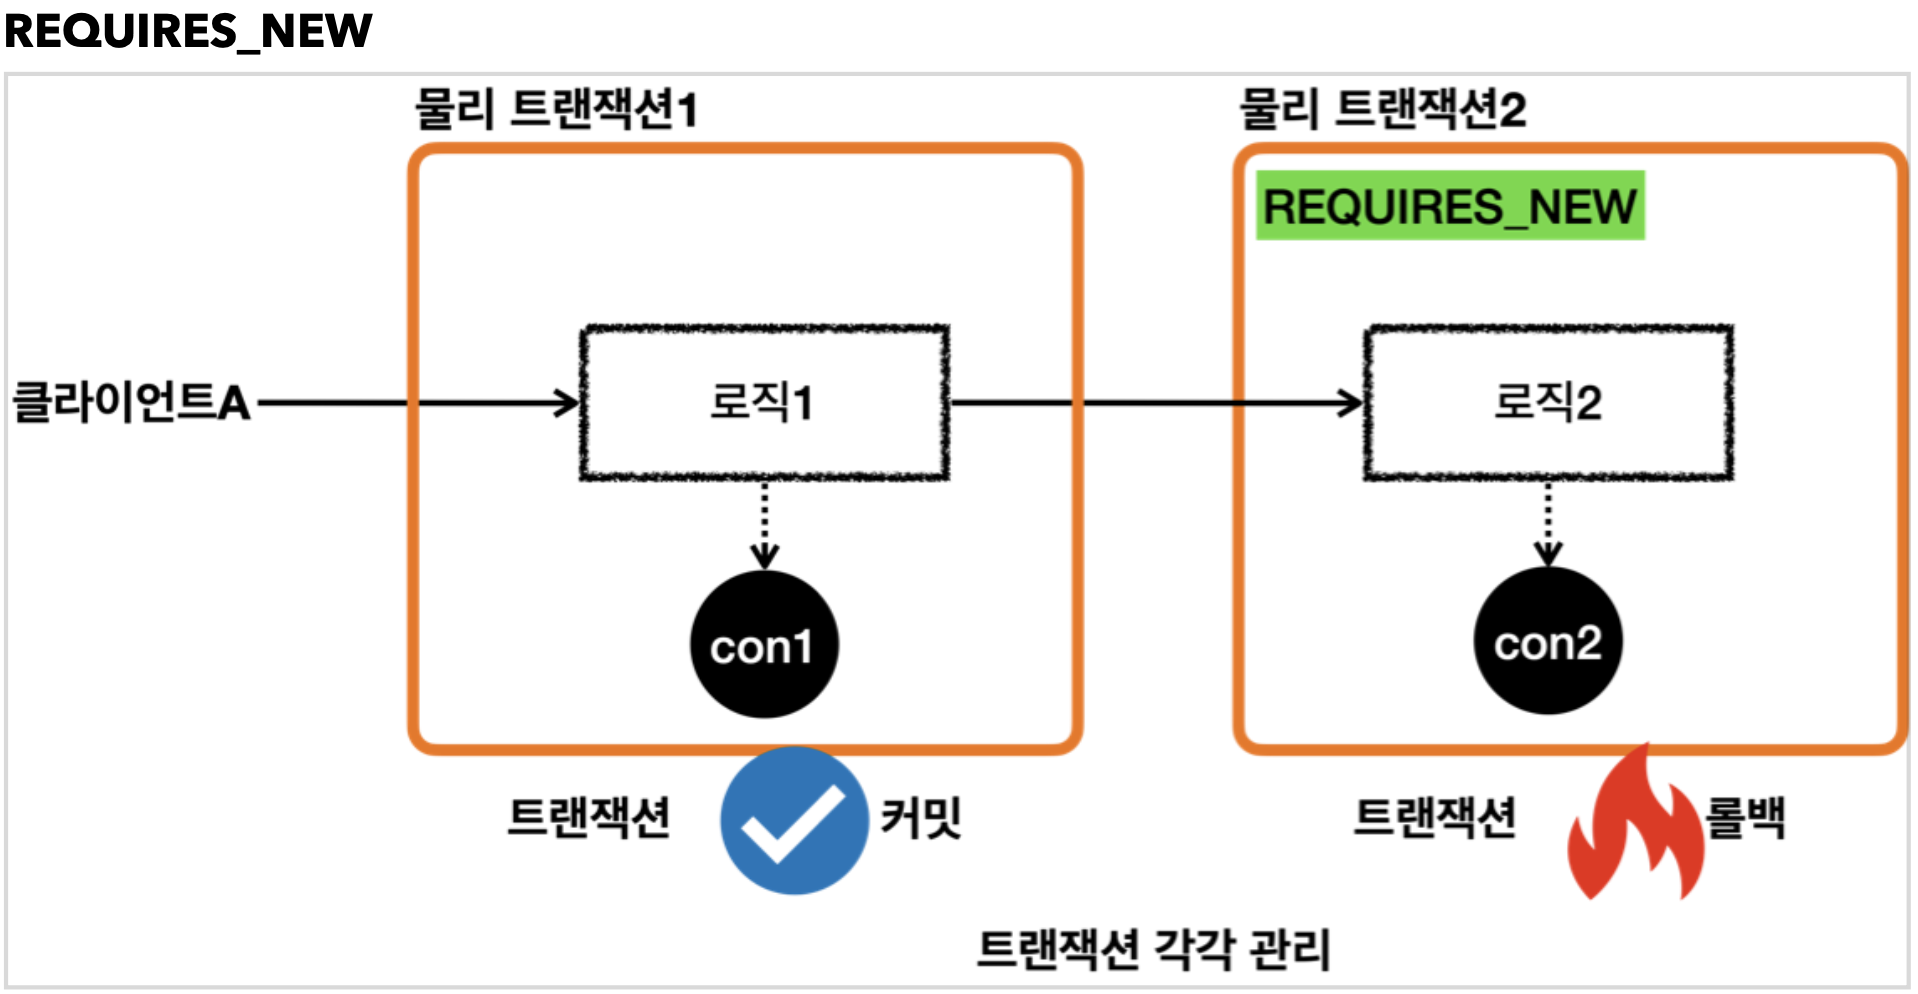 REQUIRES_NEW
물리 트랜잭션1
물리 트랜잭션2
REQUIRES_NEW
클라이언트A
로직1
로직2
con1
con2
트랜잭션 커밋
트랜잭션 롤백
트랜잭션 각각 관리